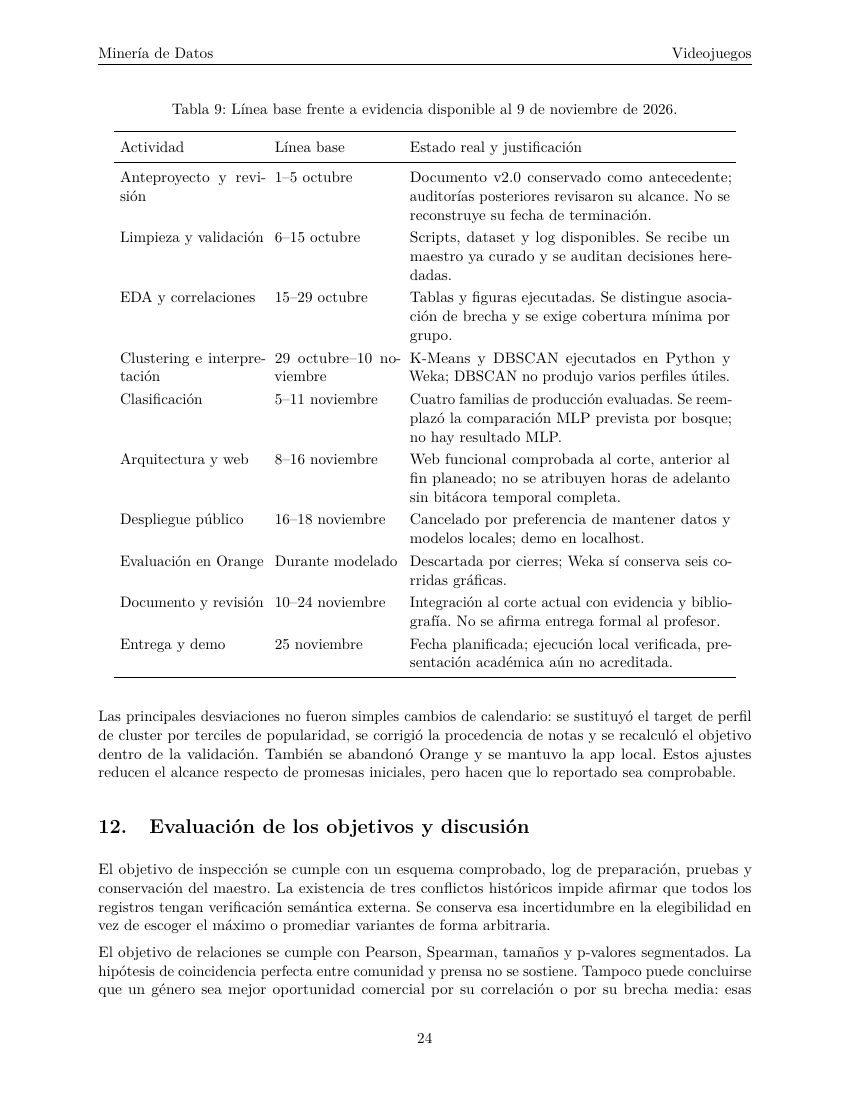 Minería de Datos Videojuegos
Tabla 9: Línea base frente a evidencia disponible al 9 de noviembre de 2026.
Actividad Línea base Estado real y justificación
Anteproyecto y revi- 1–5 octubre Documento v2.0 conservado como antecedente;
sión auditorías posteriores revisaron su alcance. No se
reconstruye su fecha de terminación.
Limpieza y validación 6–15 octubre Scripts, dataset y log disponibles. Se recibe un
maestro ya curado y se auditan decisiones here-
dadas.
EDA y correlaciones 15–29 octubre Tablas y figuras ejecutadas. Se distingue asocia-
ción de brecha y se exige cobertura mínima por
grupo.
Clustering e interpre- 29 octubre–10 no- K-Means y DBSCAN ejecutados en Python y
tación viembre Weka; DBSCAN no produjo varios perfiles útiles.
Clasificación 5–11 noviembre Cuatro familias de producción evaluadas. Se reem-
plazó la comparación MLP prevista por bosque;
no hay resultado MLP.
Arquitectura y web 8–16 noviembre Web funcional comprobada al corte, anterior al
fin planeado; no se atribuyen horas de adelanto
sin bitácora temporal completa.
Despliegue público 16–18 noviembre Cancelado por preferencia de mantener datos y
modelos locales; demo en localhost.
Evaluación en Orange Durante modelado Descartada por cierres; Weka sí conserva seis co-
rridas gráficas.
Documento y revisión 10–24 noviembre Integración al corte actual con evidencia y biblio-
grafía. No se afirma entrega formal al profesor.
Entrega y demo 25 noviembre Fecha planificada; ejecución local verificada, pre-
sentación académica aún no acreditada.
Las principales desviaciones no fueron simples cambios de calendario: se sustituyó el target de perfil
de cluster por terciles de popularidad, se corrigió la procedencia de notas y se recalculó el objetivo
dentro de la validación. También se abandonó Orange y se mantuvo la app local. Estos ajustes
reducen el alcance respecto de promesas iniciales, pero hacen que lo reportado sea comprobable.
12. Evaluación de los objetivos y discusión
El objetivo de inspección se cumple con un esquema comprobado, log de preparación, pruebas y
conservación del maestro. La existencia de tres conflictos históricos impide afirmar que todos los
registros tengan verificación semántica externa. Se conserva esa incertidumbre en la elegibilidad en
vez de escoger el máximo o promediar variantes de forma arbitraria.
El objetivo de relaciones se cumple con Pearson, Spearman, tamaños y p-valores segmentados. La
hipótesis de coincidencia perfecta entre comunidad y prensa no se sostiene. Tampoco puede concluirse
que un género sea mejor oportunidad comercial por su correlación o por su brecha media: esas
24